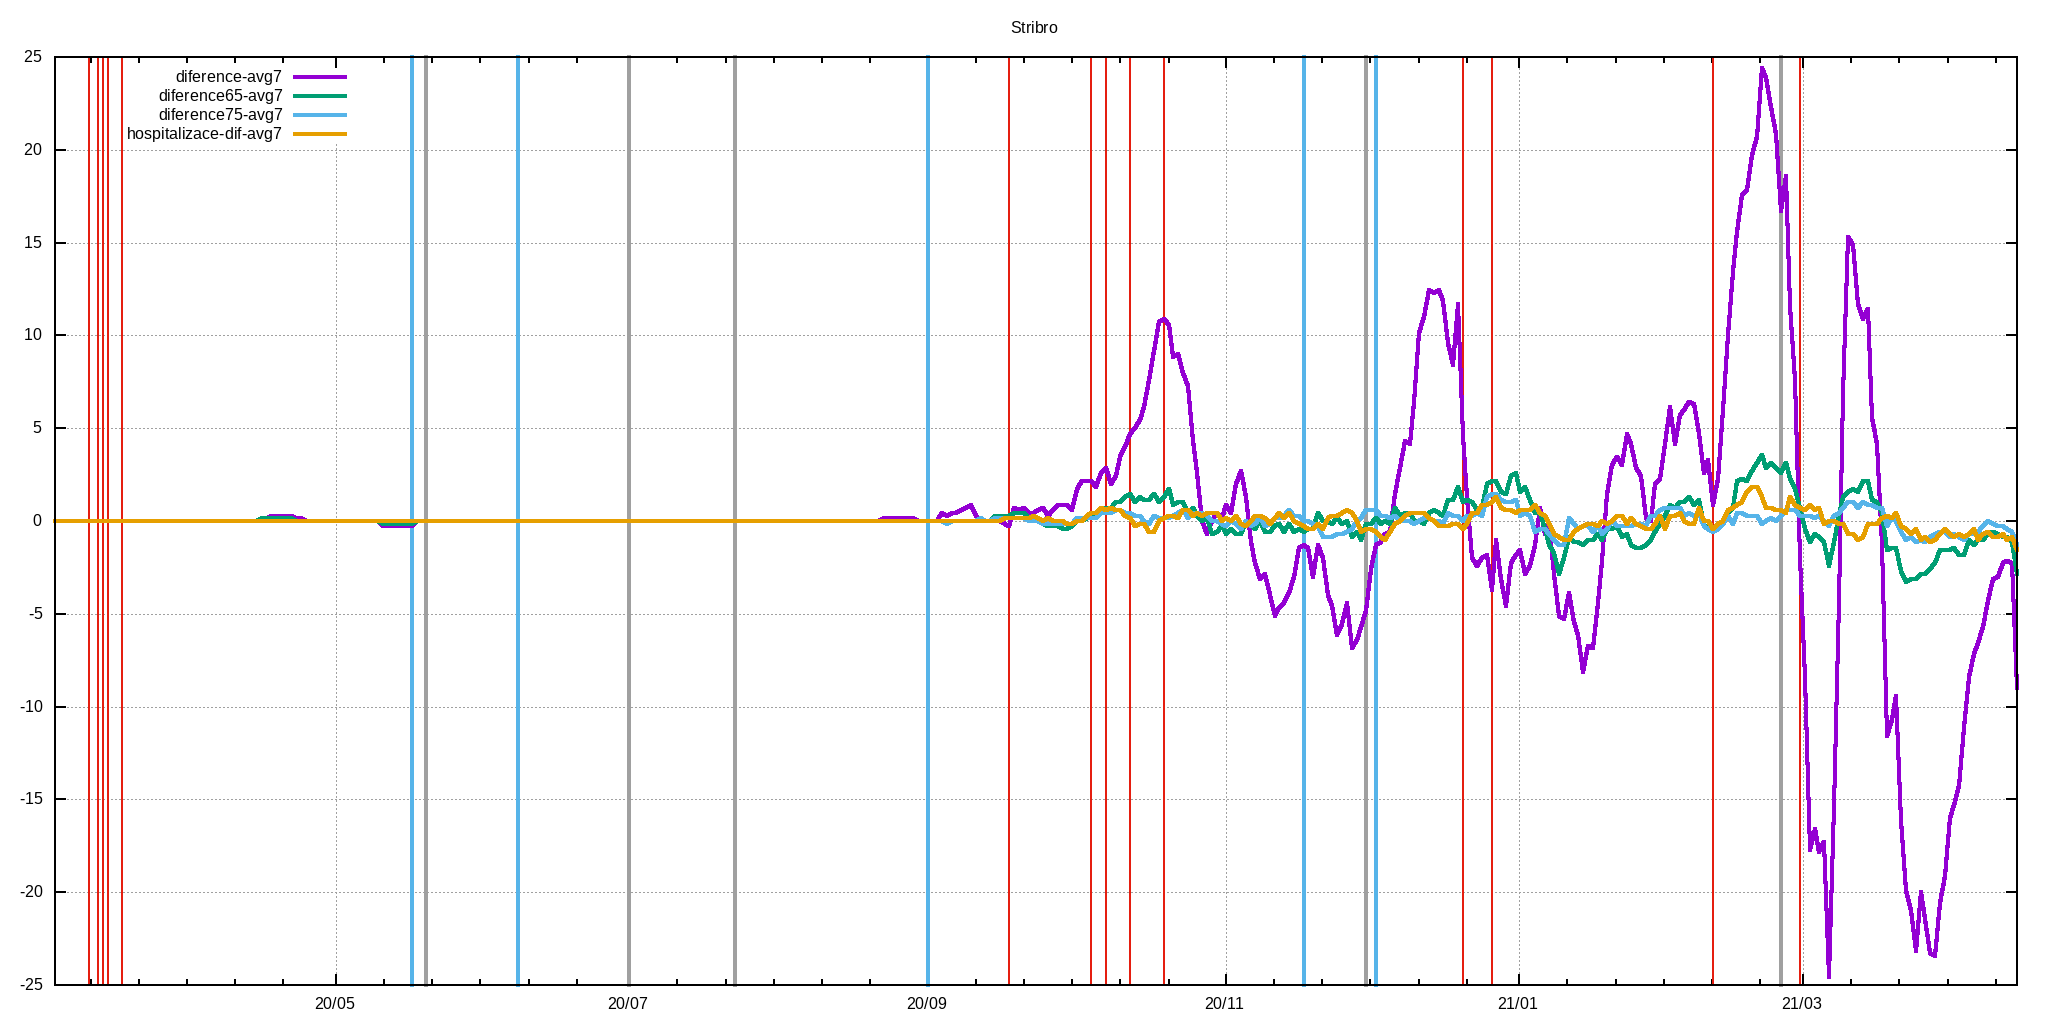 Stribro
25
20
15
10
5
0
-5
-10
-15
-20
-25
diference-avg7
diference65-avg7
diference75-avg7
hospitalizace-dif-avg7
20/05 20/07 20/09 20/11 21/01 21/03